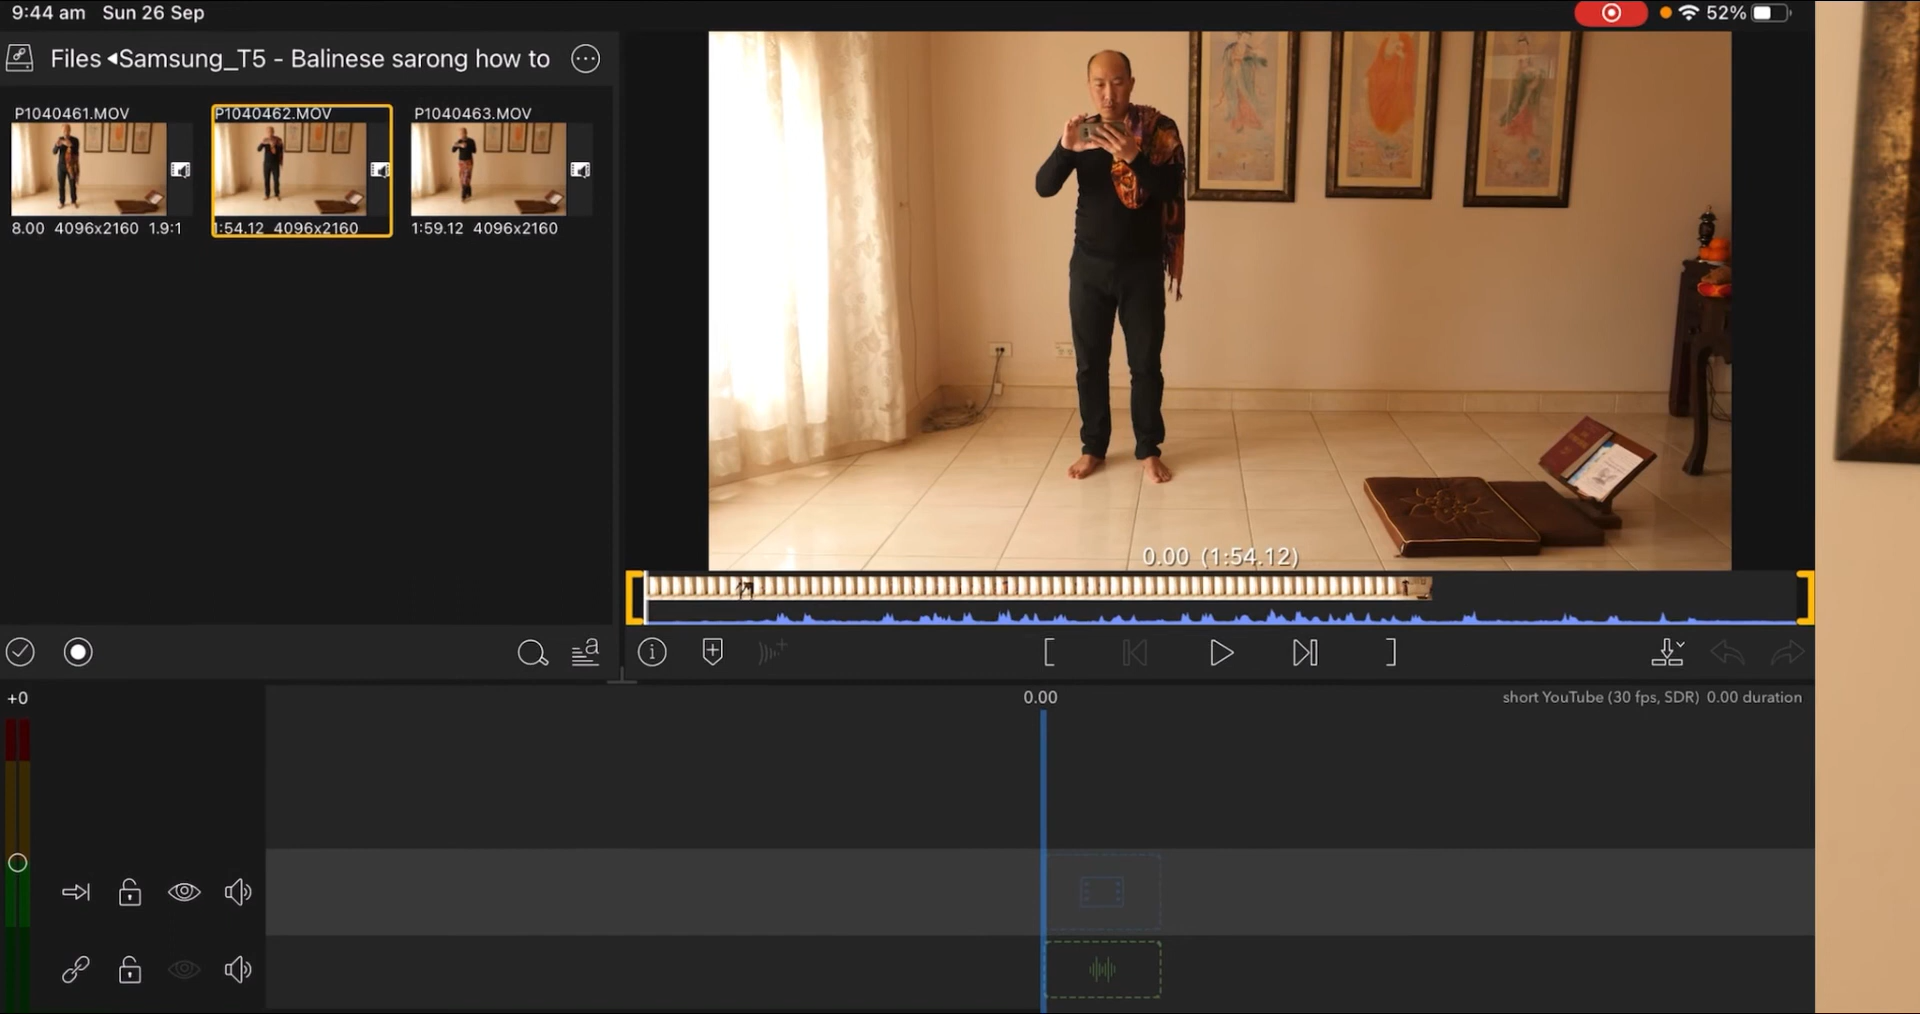 9:44 am Sun 26 Sep
52%
Files ◂Samsung_T5 - Balinese sarong how to
P1040461.MOV
P1040462.MOV
P1040463.MOV
8.00 4096x2160 1.9:1
1:54.12 4096x2160
1:59.12 4096x2160
0.00 (1:54.12)
+0
0.00
short YouTube (30 fps, SDR) 0.00 duration